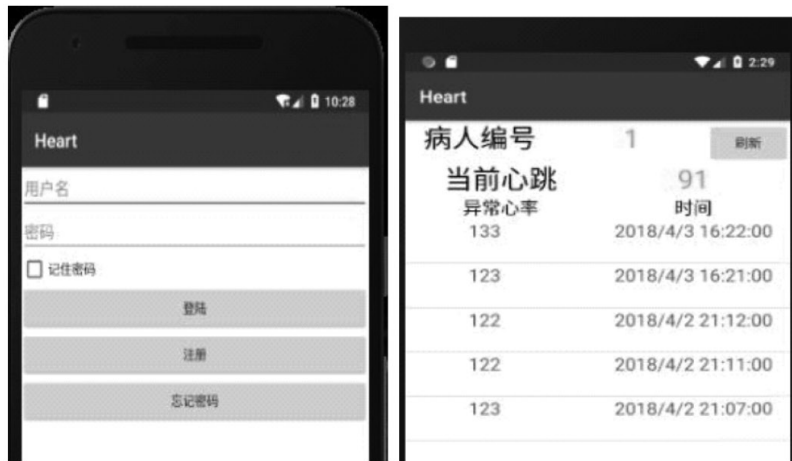 10:28
Heart
用户名
密码
记住密码
登陆
注册
忘记密码
2:29
Heart
病人编号 1 刷新
当前心跳 91
异常心率 时间
133 2018/4/3 16:22:00
123 2018/4/3 16:21:00
122 2018/4/2 21:12:00
122 2018/4/2 21:11:00
123 2018/4/2 21:07:00